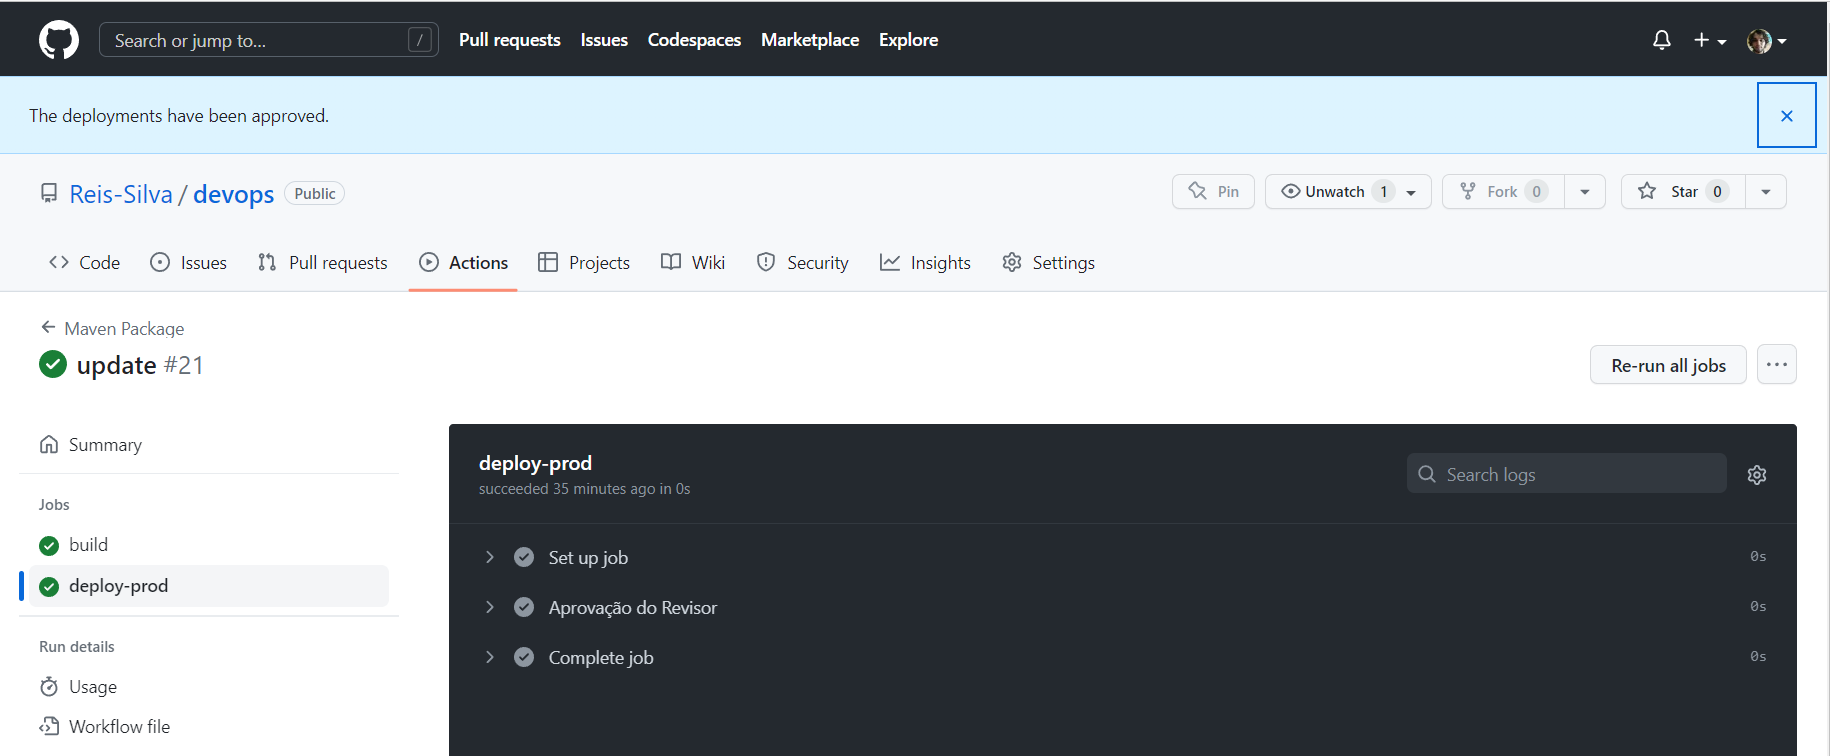 Search or jump to... / Pull requests Issues Codespaces Marketplace Explore
The deployments have been approved.
Reis-Silva / devops Public Pin Unwatch 1 Fork 0 Star 0
Code Issues Pull requests Actions Projects Wiki Security Insights Settings
Maven Package
update #21 Re-run all jobs
Summary
deploy-prod
succeeded 35 minutes ago in 0s
Search logs
Jobs
build
deploy-prod
Run details
Usage
Workflow file
Set up job 0s
Aprovação do Revisor 0s
Complete job 0s